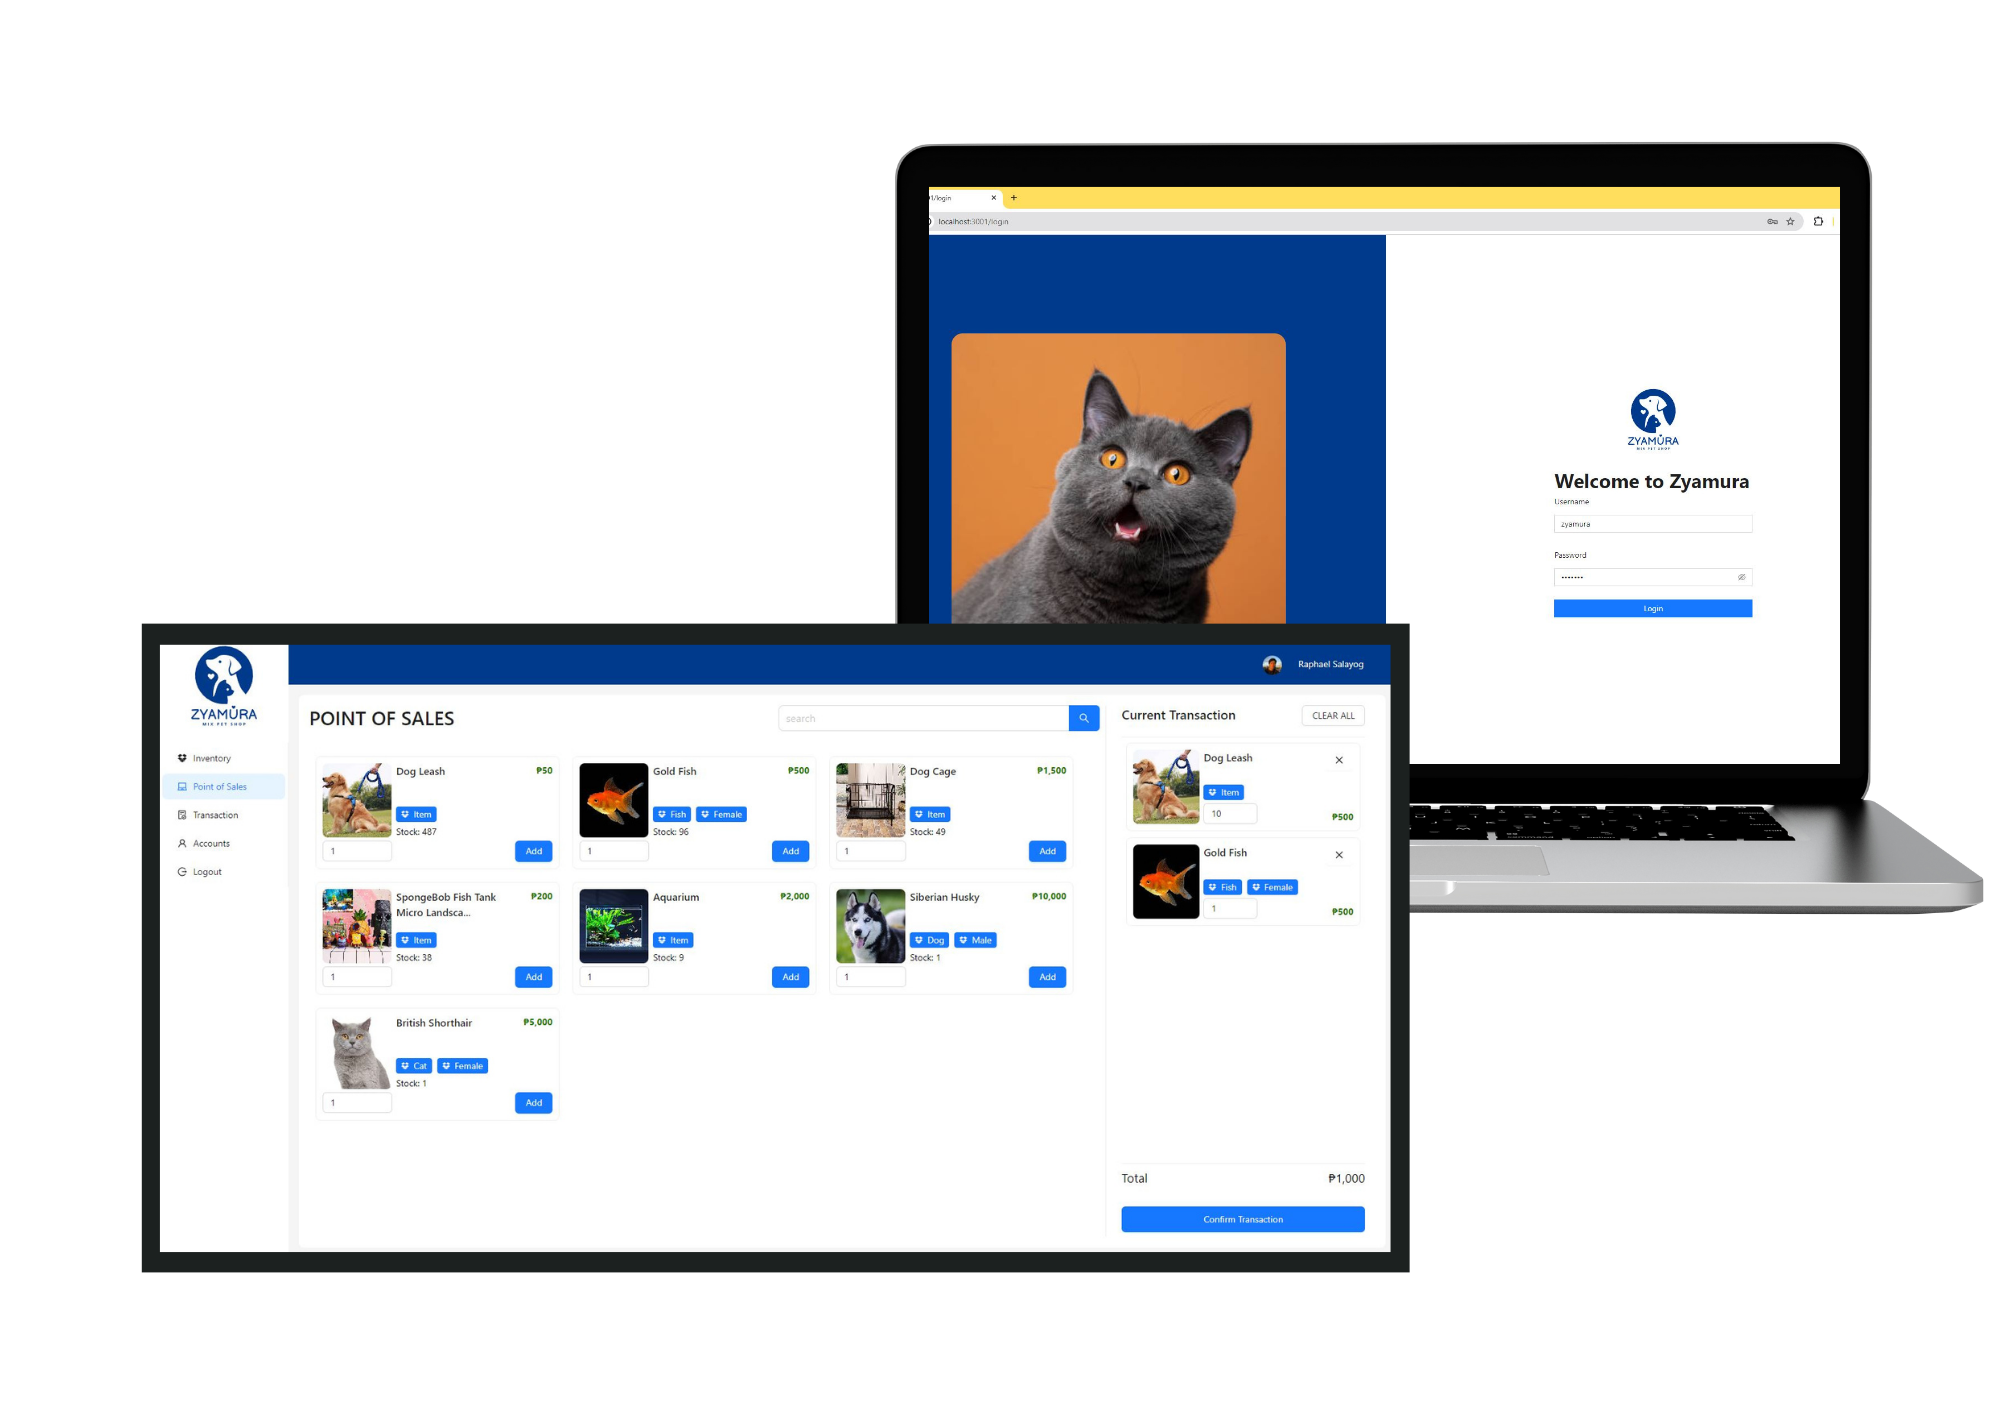 1/login
localhost:3001/login
ZYAMŪRA
MIX PET SHOP
Welcome to Zyamura
Username
zyamura
Password
•••••••
Login
ZYAMŪRA
MIX PET SHOP
Raphael Salayog
Inventory
Point of Sales
Transaction
Accounts
Logout
POINT OF SALES
search
Dog Leash
₱50
Item
Stock: 487
1
Add
Gold Fish
₱500
Fish
Female
Stock: 96
1
Add
Dog Cage
₱1,500
Item
Stock: 49
1
Add
SpongeBob Fish Tank
Micro Landsca...
₱200
Item
Stock: 38
1
Add
Aquarium
₱2,000
Item
Stock: 9
1
Add
Siberian Husky
₱10,000
Dog
Male
Stock: 1
1
Add
British Shorthair
₱5,000
Cat
Female
Stock: 1
1
Add
Current Transaction
CLEAR ALL
Dog Leash
Item
10
₱500
Gold Fish
Fish
Female
1
₱500
Total
₱1,000
Confirm Transaction